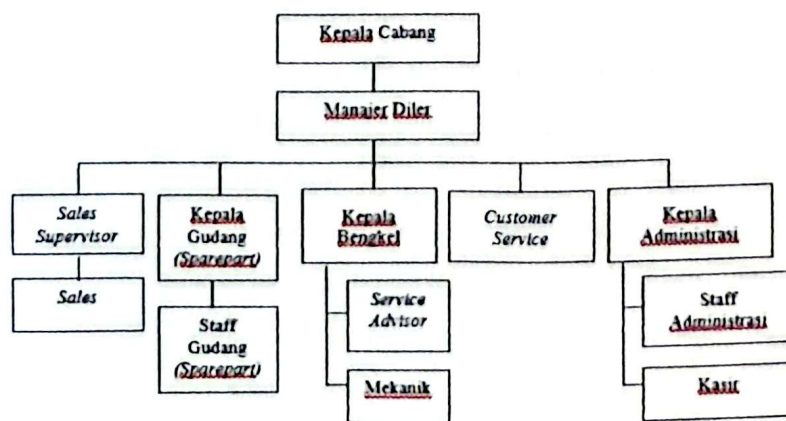 Kepala Cabang
Manajer Diler
Sales
Supervisor
Kepala
Gudang
(Sparepart)
Kepala
Bengkel
Customer
Service
Kepala
Administrasi
Sales
Staff
Gudang
(Sparepart)
Service
Advisor
Staff
Administrasi
Mekanik
Kasir